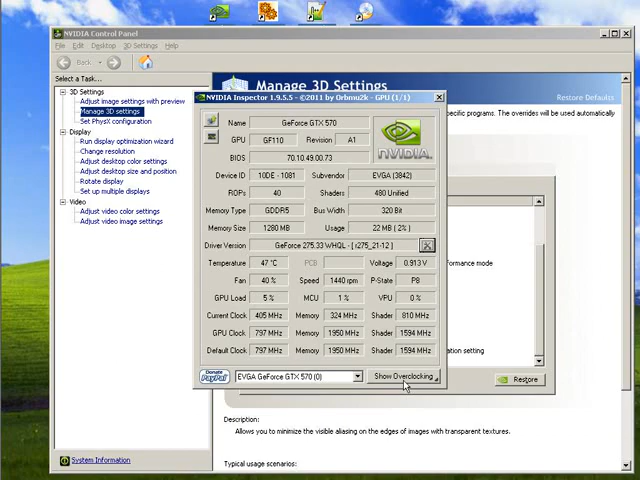 NVIDIA Control Panel
File Edit Desktop 3D Settings Help
Back
Select a Task...
3D Settings
Adjust image settings with preview
Manage 3D settings
Set PhysX configuration
Display
Run display optimization wizard
Change resolution
Adjust desktop color settings
Adjust desktop size and position
Rotate display
Set up multiple displays
Video
Adjust video color settings
Adjust video image settings
System Information
Manage 3D Settings
Restore Defaults
ecific programs. The overrides will be used automatically
NVIDIA Inspector 1.9.5.5 - ©2011 by Orbmu2k - GPU (1/1)
Name GeForce GTX 570
GPU GF110 Revision A1
BIOS 70.10.49.00.73
NVIDIA.
Device ID 10DE - 1081 Subvendor EVGA (3842)
ROPs 40 Shaders 480 Unified
Memory Type GDDR5 Bus Width 320 Bit
Memory Size 1280 MB Usage 22 MB ( 2% )
Driver Version GeForce 275.33 WHQL - [ r275_21-12 ]
Temperature 47 °C PCB Voltage 0.913 V
Fan 40 % Speed 1440 rpm P-State P8
GPU Load 5 % MCU 1 % VPU 0 %
Current Clock 405 MHz Memory 324 MHz Shader 810 MHz
GPU Clock 797 MHz Memory 1950 MHz Shader 1594 MHz
Default Clock 797 MHz Memory 1950 MHz Shader 1594 MHz
Donate PayPal EVGA GeForce GTX 570 (0) Show Overclocking
rformance mode
ation setting
Restore
Description:
Allows you to minimize the visible aliasing on the edges of images with transparent textures.
Typical usage scenarios: